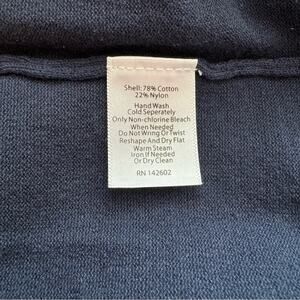 Shell: 78% Cotton
22% Nylon
Hand Wash
Cold Seperately
Only Non-chlorine Bleach
When Needed
Do Not Wring or Twist
Reshape And Dry Flat
Warm Steam
Iron If Needed
Or Dry Clean
RN 142602